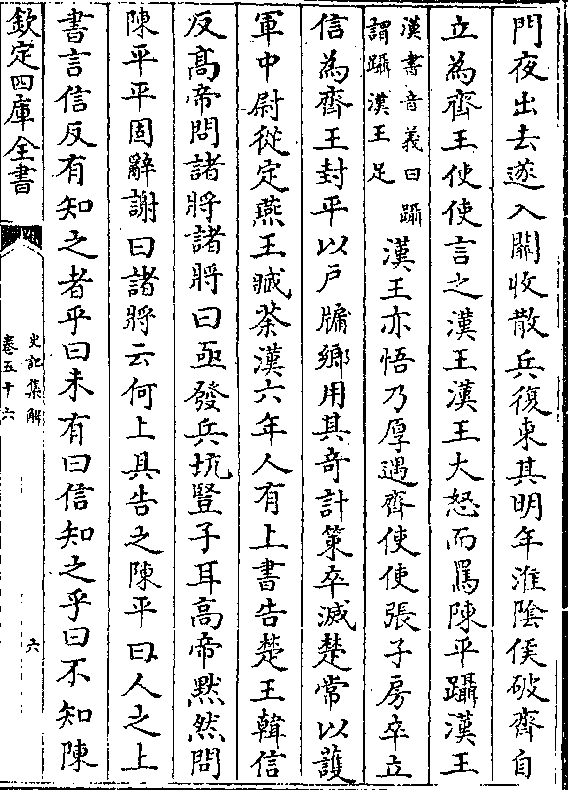 門夜出去遂入關收散兵復東其明年淮陰侯破齊自
立為齊王使使言之漢王漢王大怒而罵陳平躡漢王
漢書音義曰躡
謂躡漢王足
漢王亦悟乃厚遇齊使使張子房卒立
信為齊王封平以戶牖鄉用其奇計策卒滅楚常以護
軍中尉從定燕王臧荼漢六年人有上書告楚王韓信
反髙帝問諸將諸將曰亟發兵坑豎子耳髙帝默然問
陳平平固辭謝曰諸將云何上具告之陳平曰人之上
書言信反有知之者乎曰未有曰信知之乎曰不知陳
欽定四庫全書
史記集解
卷五十六
六